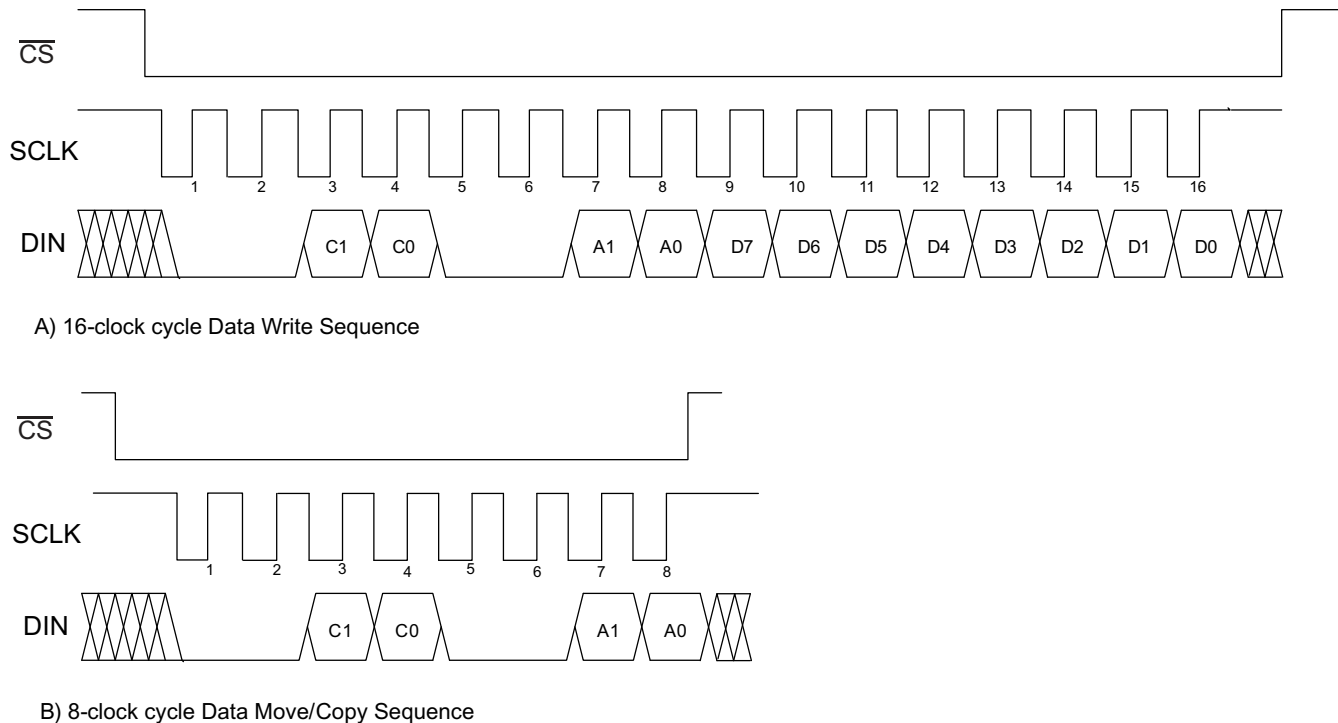 C̅S̅
SCLK
1 2 3 4 5 6 7 8 9 10 11 12 13 14 15 16
DIN
C1 C0 A1 A0 D7 D6 D5 D4 D3 D2 D1 D0
A) 16-clock cycle Data Write Sequence
C̅S̅
SCLK
1 2 3 4 5 6 7 8
DIN
C1 C0 A1 A0
B) 8-clock cycle Data Move/Copy Sequence